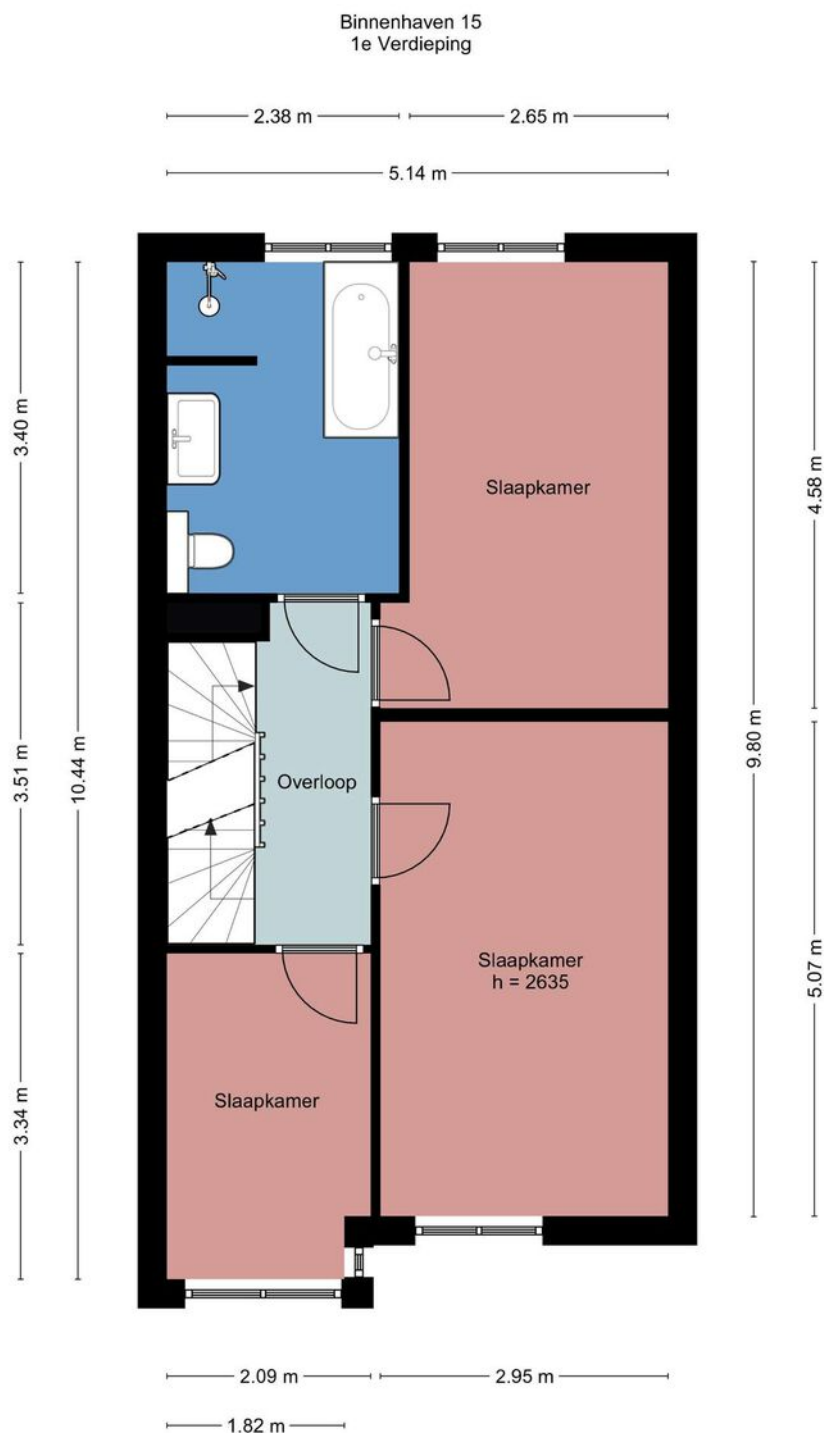 Binnenhaven 15
1e Verdieping
2.38 m
2.65 m
5.14 m
3.40 m
3.51 m
3.34 m
10.44 m
9.80 m
4.58 m
5.07 m
Slaapkamer
Overloop
Slaapkamer
h = 2635
Slaapkamer
2.09 m
2.95 m
1.82 m